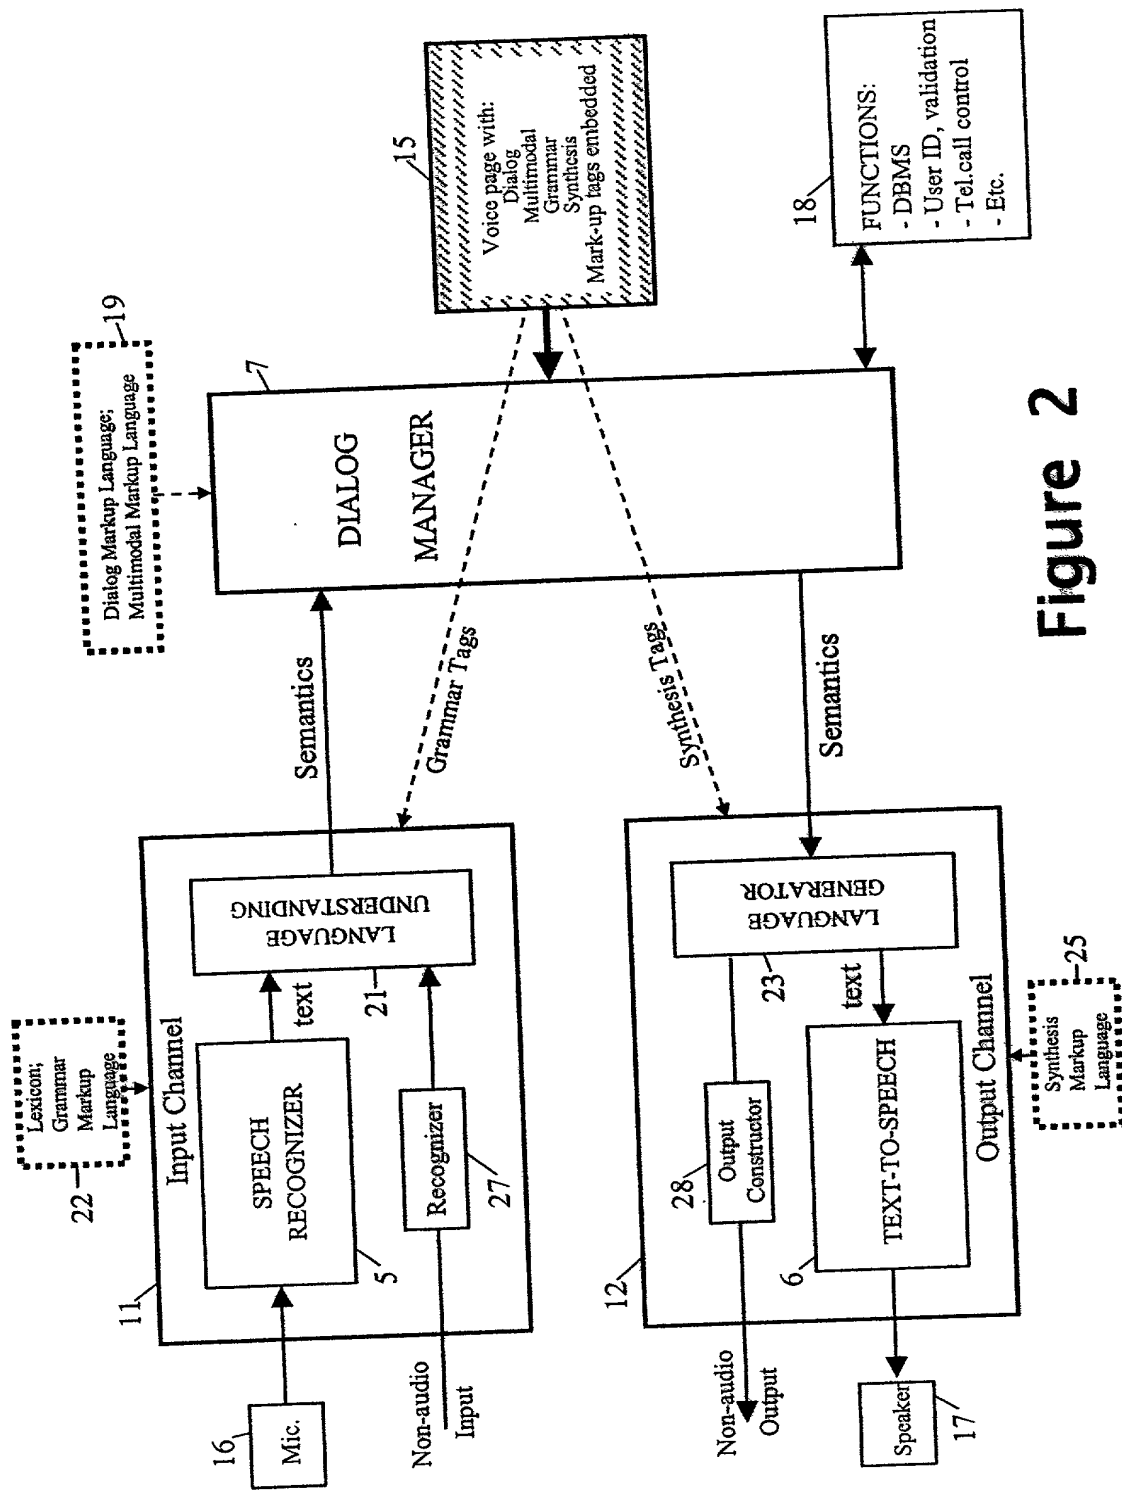 22
Lexicon;
Grammar
Markup
Language
19
Dialog Markup Language;
Multimodal Markup Language
11
Input Channel
16
Mic.
SPEECH
RECOGNIZER
5
text
LANGUAGE
UNDERSTANDING
21
Non-audio
Input
Recognizer
27
Semantics
Grammar Tags
7
DIALOG
MANAGER
15
Voice page with:
Dialog
Multimodal
Grammar
Synthesis
Mark-up tags embedded
12
Non-audio
Output
28
Output
Constructor
LANGUAGE
GENERATOR
23
text
6
TEXT-TO-SPEECH
Speaker
17
Output Channel
Synthesis Tags
Semantics
18
FUNCTIONS:
- DBMS
- User ID, validation
- Tel.call control
- Etc.
Synthesis
Markup
Language
25
Figure 2